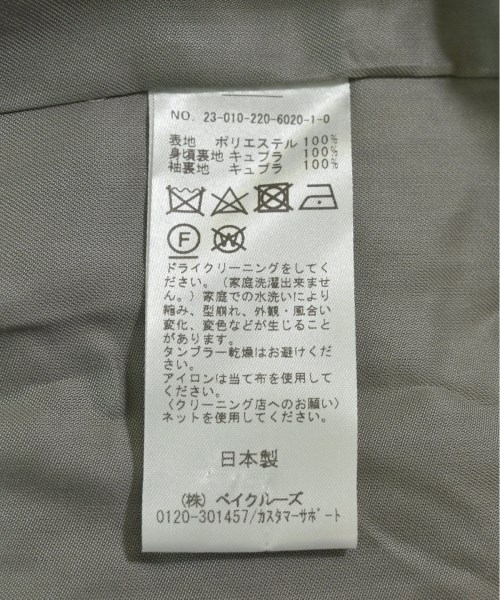 NO. 23-010-220-6020-1-0
表地 ポリエステル 100%
身頃裏地 キュプラ 100%
袖裏地 キュプラ 100%
F W
ドライクリーニングをしてく
ださい。(家庭洗濯出来ませ
ん。)家庭での水洗いにより
縮み、型崩れ、外観・風合い
変化、変色などが生じること
があります。
タンブラー乾燥はお避けくだ
さい。
アイロンは当て布を使用して
ください。
〈クリーニング店へのお願い〉
ネットを使用してください。
日本製
(株) ベイクルーズ
0120-301457/カスタマーサポート